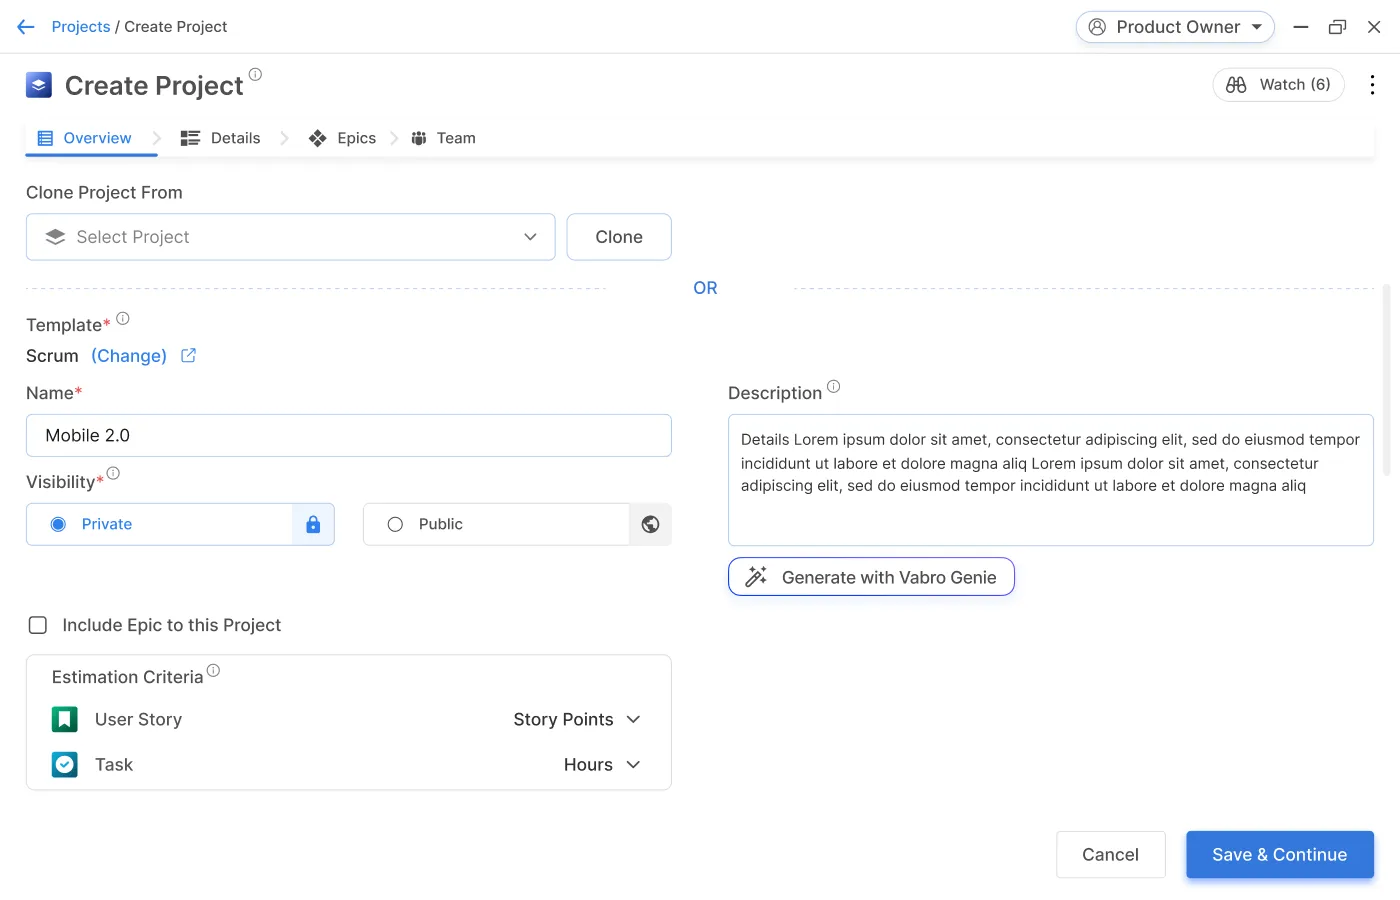 Projects / Create Project
Product Owner
Create Project
Watch (6)
Overview
Details
Epics
Team
Clone Project From
Select Project
Clone
OR
Template*
Scrum (Change)
Name*
Mobile 2.0
Visibility*
Private
Public
Description
Details Lorem ipsum dolor sit amet, consectetur adipiscing elit, sed do eiusmod tempor
incididunt ut labore et dolore magna aliq Lorem ipsum dolor sit amet, consectetur
adipiscing elit, sed do eiusmod tempor incididunt ut labore et dolore magna aliq
Generate with Vabro Genie
Include Epic to this Project
Estimation Criteria
User Story
Story Points
Task
Hours
Cancel
Save & Continue